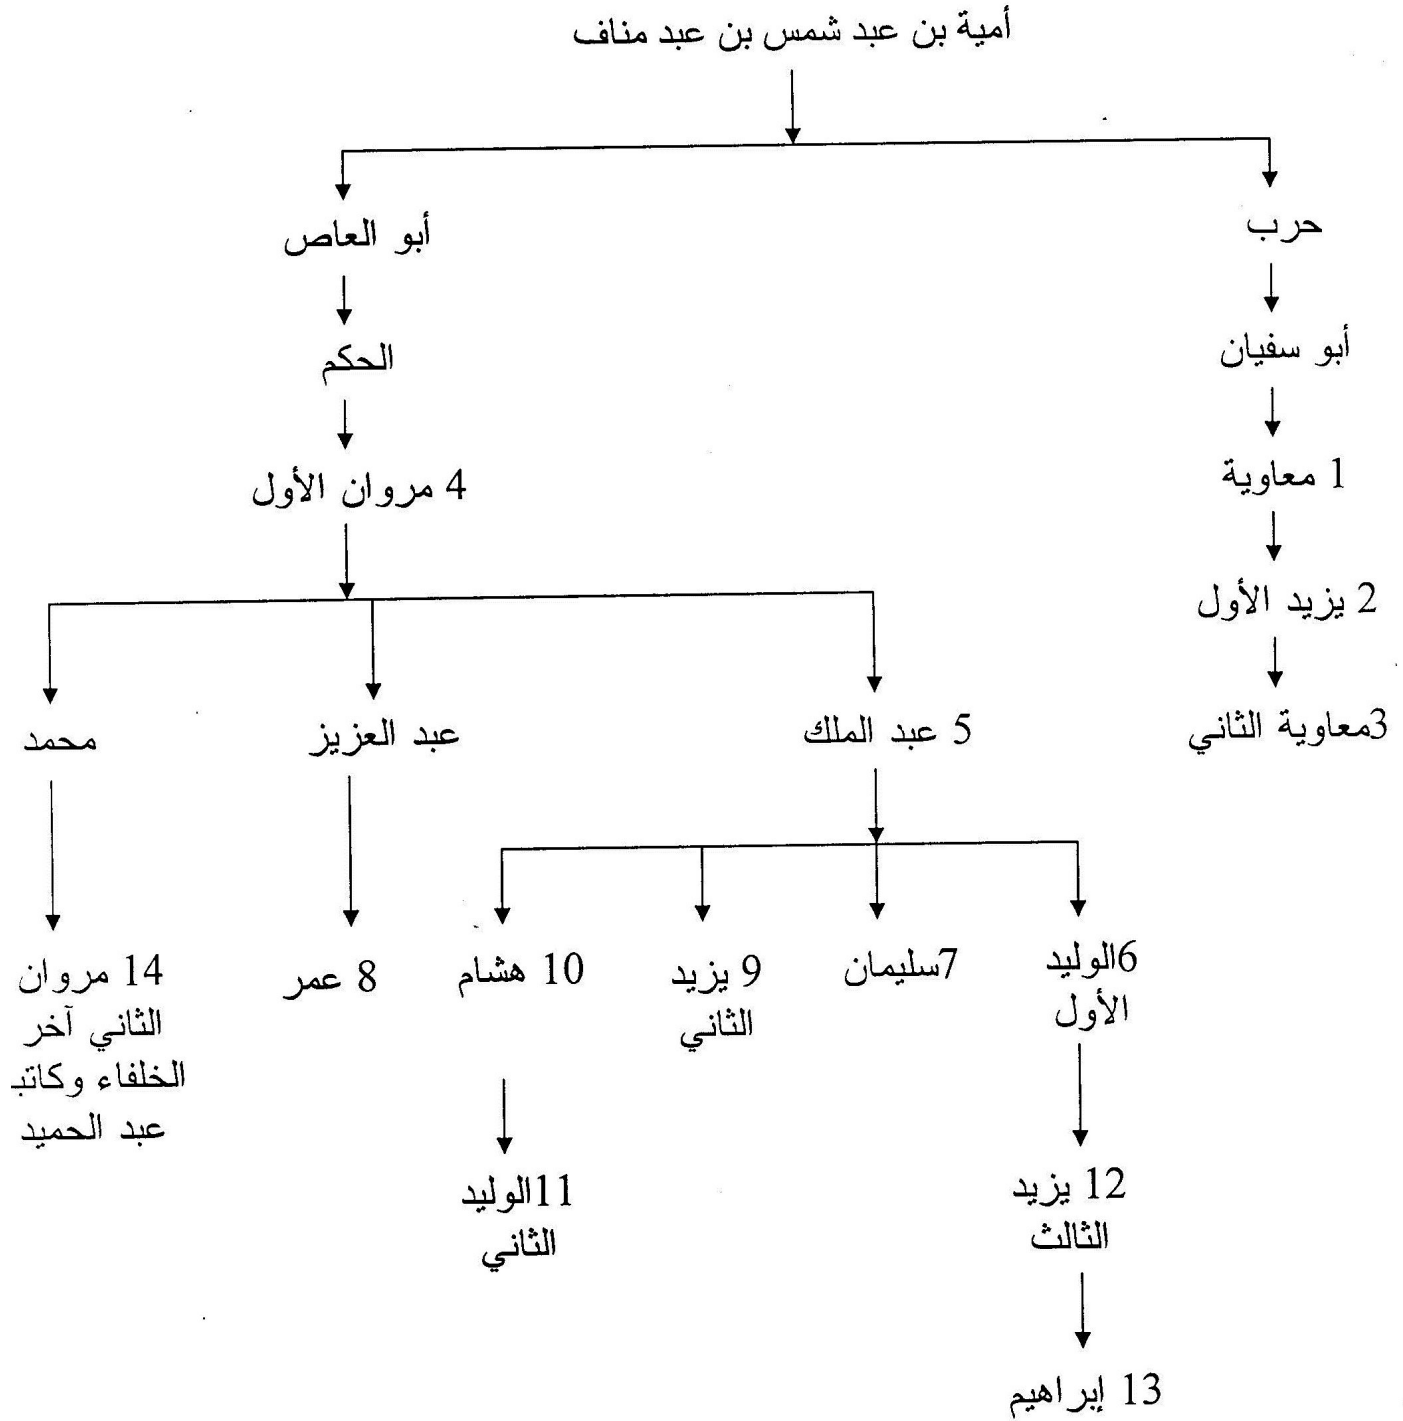 أمية بن عبد شمس بن عبد مناف
حرب
أبو العاص
أبو سفيان
الحكم
1 معاوية
4 مروان الأول
2 يزيد الأول
3معاوية الثاني
5 عبد الملك
عبد العزيز
محمد
6الوليد
الأول
7سليمان
9 يزيد
الثاني
10 هشام
8 عمر
14 مروان
الثاني آخر
الخلفاء وكاتب
عبد الحميد
12 يزيد
الثالث
11الوليد
الثاني
13 إبراهيم